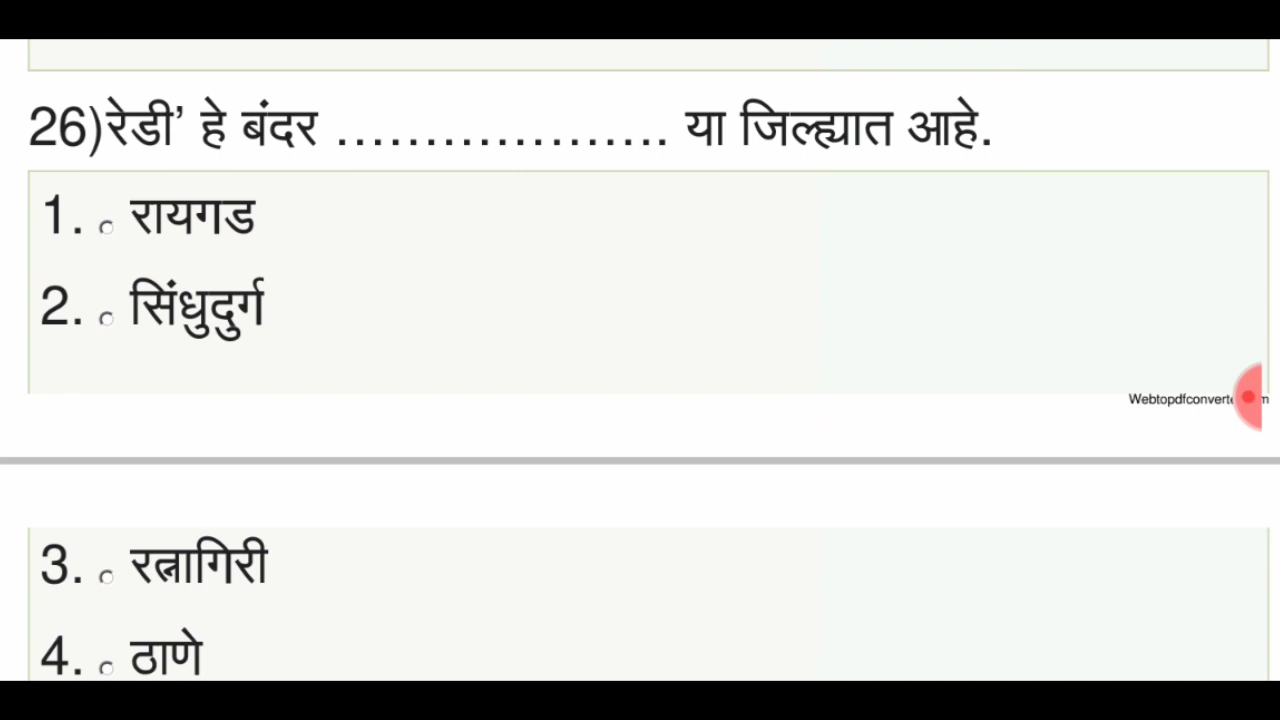 26)रेडी’ हे बंदर ................... या जिल्ह्यात आहे.
1. रायगड
2. सिंधुदुर्ग
Webtopdfconverte
3. रत्नागिरी
4. ठाणे